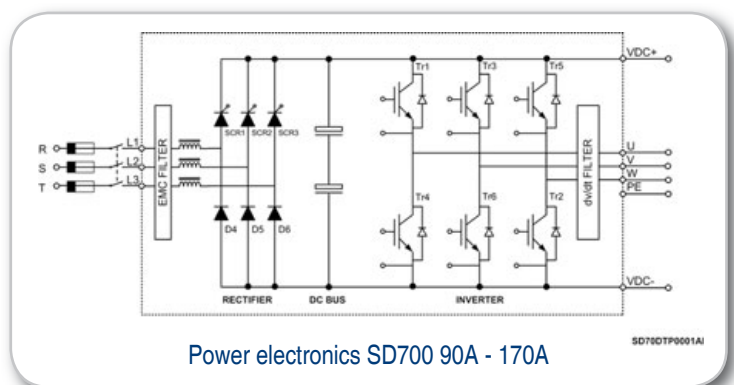 VDC+
Tr1 Tr3 Tr5
SCR1 SCR2 SCR3
R L1
S L2
T L3
EMC FILTER
dv/dt FILTER
U
V
W
PE
Tr4 Tr6 Tr2
D4 D5 D6
VDC-
RECTIFIER DC BUS INVERTER
SD70DTP0001AI
Power electronics SD700 90A - 170A